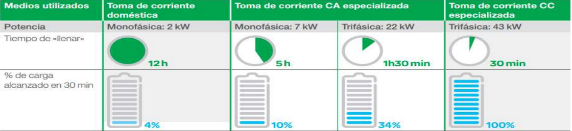 Medios utilizados
Toma de corriente doméstica
Toma de corriente CA especializada
Toma de corriente CC especializada
Potencia
Monofásica: 2 kW
Monofásica: 7 kW
Trifásica: 22 kW
Trifásica: 43 kW
Tiempo de «llenar»
12 h
5 h
1h30 min
30 min
% de carga alcanzado en 30 min
4%
10%
34%
100%